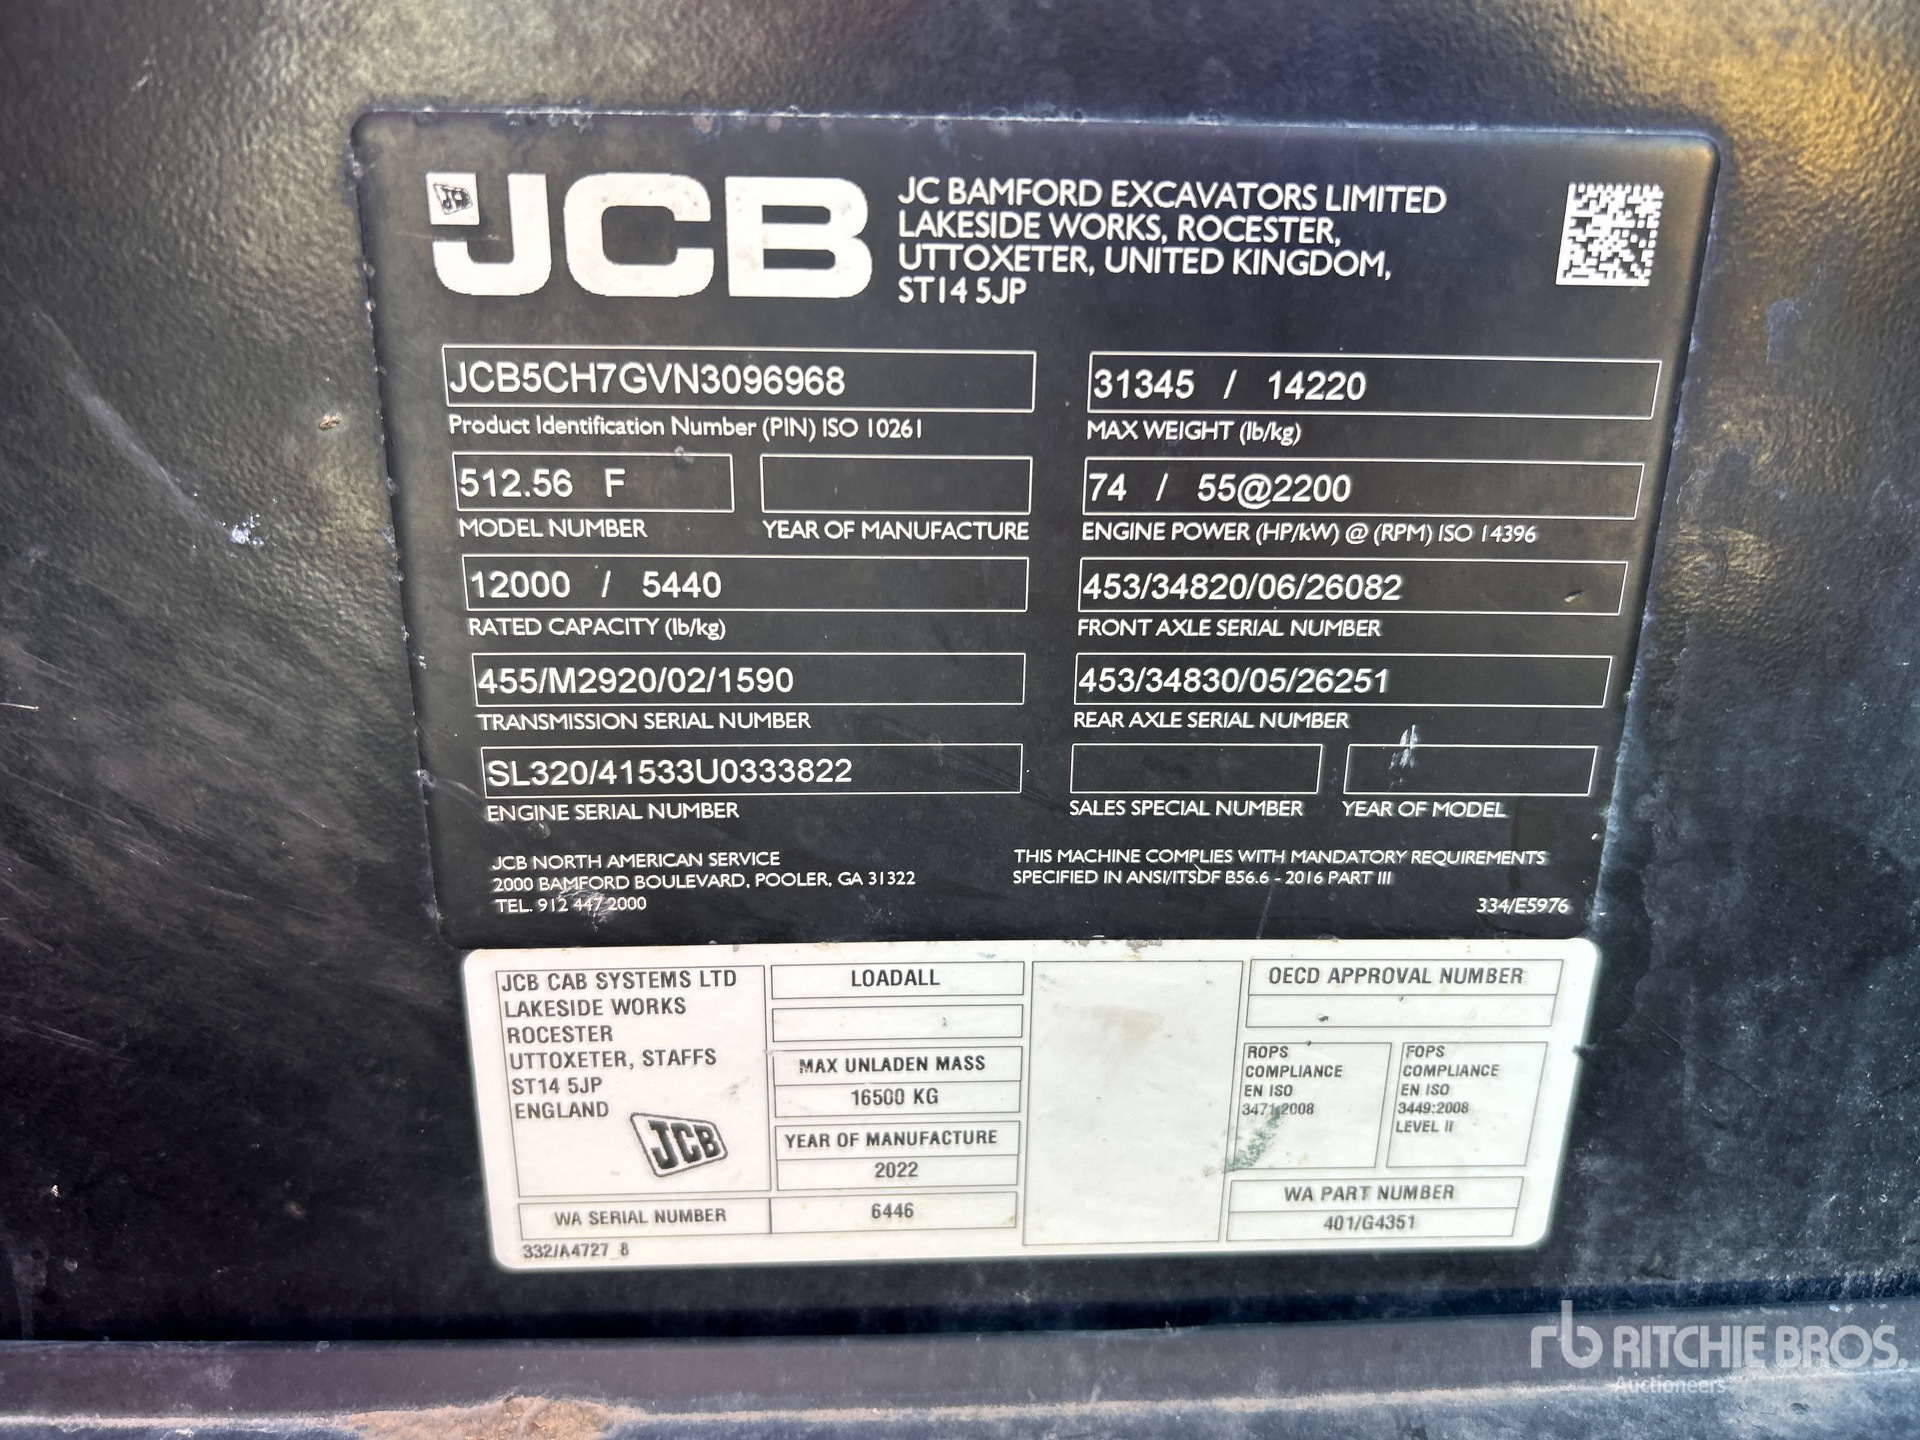 JCB
JC BAMFORD EXCAVATORS LIMITED
LAKESIDE WORKS, ROCESTER,
UTTOXETER, UNITED KINGDOM,
ST14 5JP
JCB5CH7GVN3096968
Product Identification Number (PIN) ISO 10261
512.56 F
MODEL NUMBER
YEAR OF MANUFACTURE
12000 / 5440
RATED CAPACITY (lb/kg)
455/M2920/02/1590
TRANSMISSION SERIAL NUMBER
SL320/41533U0333822
ENGINE SERIAL NUMBER
31345 / 14220
MAX WEIGHT (lb/kg)
74 / 55@2200
ENGINE POWER (HP/kW) @ (RPM) ISO 14396
453/34820/06/26082
FRONT AXLE SERIAL NUMBER
453/34830/05/26251
REAR AXLE SERIAL NUMBER
SALES SPECIAL NUMBER
YEAR OF MODEL
JCB NORTH AMERICAN SERVICE
2000 BAMFORD BOULEVARD, POOLER, GA 31322
TEL. 912 447 2000
THIS MACHINE COMPLIES WITH MANDATORY REQUIREMENTS
SPECIFIED IN ANSI/ITSDF B56.6 - 2016 PART III
334/E5976
JCB CAB SYSTEMS LTD
LAKESIDE WORKS
ROCESTER
UTTOXETER, STAFFS
ST14 5JP
ENGLAND
JCB
WA SERIAL NUMBER
332/A4727_8
LOADALL
MAX UNLADEN MASS
16500 KG
YEAR OF MANUFACTURE
2022
6446
OECD APPROVAL NUMBER
ROPS
COMPLIANCE
EN ISO
3471:2008
FOPS
COMPLIANCE
EN ISO
3449:2008
LEVEL II
WA PART NUMBER
401/G4351
rb RITCHIE BROS.
Auctioneers